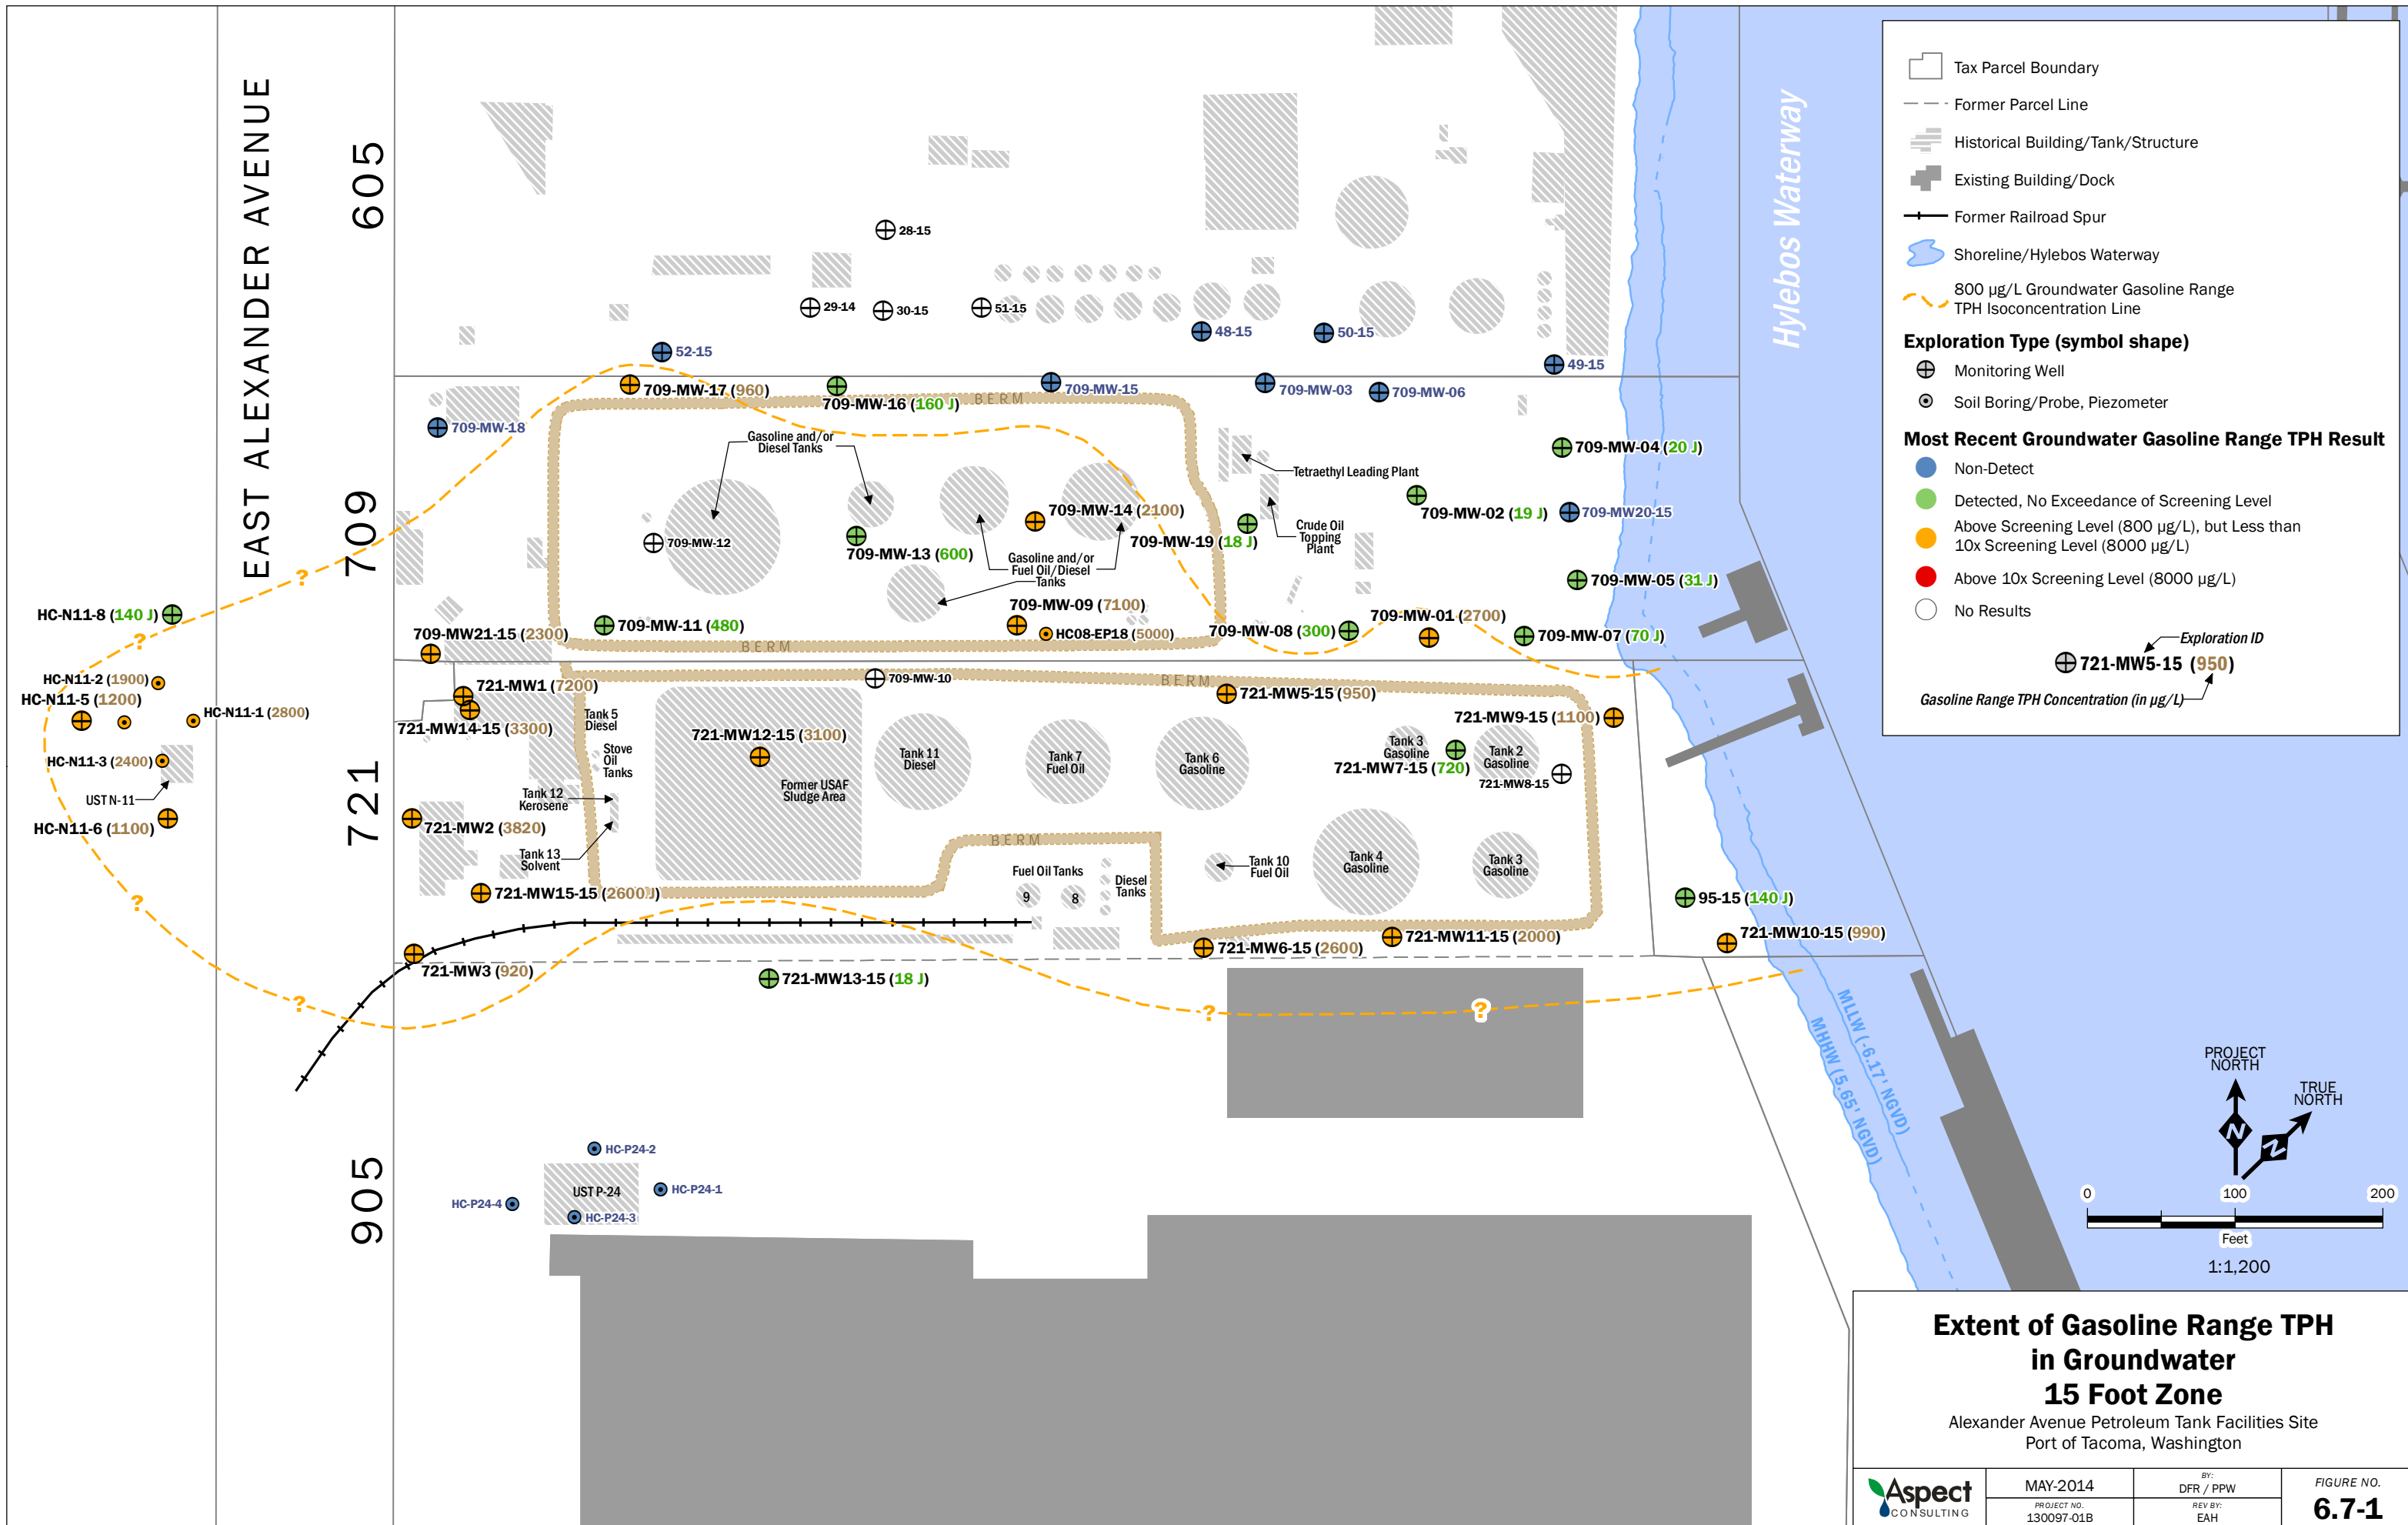 EAST ALEXANDER AVENUE
605
709
721
905
Hylebos Waterway
28-15
29-14
30-15
51-15
48-15
50-15
52-15
49-15
709-MW-17 (960)
709-MW-16 (160 J)
BERM
709-MW-15
709-MW-03
709-MW-06
709-MW-18
Gasoline and/or
Diesel Tanks
Tetraethyl Leading Plant
709-MW-04 (20 J)
709-MW-14 (2100)
709-MW-02 (19 J)
709-MW20-15
709-MW-12
709-MW-13 (600)
709-MW-19 (18 J)
Crude Oil
Topping
Plant
Gasoline and/or
Fuel Oil/Diesel
Tanks
709-MW-05 (31 J)
?
HC-N11-8 (140 J)
?
709-MW21-15 (2300)
709-MW-11 (480)
709-MW-09 (7100)
HC08-EP18 (5000)
709-MW-08 (300)
709-MW-01 (2700)
709-MW-07 (70 J)
BERM
HC-N11-2 (1900)
HC-N11-5 (1200)
HC-N11-1 (2800)
HC-N11-3 (2400)
UST N-11
HC-N11-6 (1100)
721-MW1 (7200)
721-MW14-15 (3300)
709-MW-10
BERM
721-MW5-15 (950)
721-MW9-15 (1100)
Tank 5
Diesel
Stove
Oil
Tanks
721-MW12-15 (3100)
Former USAF
Sludge Area
Tank 11
Diesel
Tank 7
Fuel Oil
Tank 6
Gasoline
Tank 3
Gasoline
721-MW7-15 (720)
Tank 2
Gasoline
721-MW8-15
Tank 12
Kerosene
Tank 13
Solvent
721-MW2 (3820)
BERM
Fuel Oil Tanks
9
8
Diesel
Tanks
Tank 10
Fuel Oil
Tank 4
Gasoline
Tank 3
Gasoline
?
721-MW15-15 (2600 J)
95-15 (140 J)
721-MW6-15 (2600)
721-MW11-15 (2000)
721-MW10-15 (990)
721-MW3 (920)
721-MW13-15 (18 J)
?
?
?
MLLW (-6.17' NGVD)
MHHW (5.65' NGVD)
HC-P24-2
HC-P24-1
UST P-24
HC-P24-4
HC-P24-3
Tax Parcel Boundary
Former Parcel Line
Historical Building/Tank/Structure
Existing Building/Dock
Former Railroad Spur
Shoreline/Hylebos Waterway
800 µg/L Groundwater Gasoline Range
TPH Isoconcentration Line
Exploration Type (symbol shape)
Monitoring Well
Soil Boring/Probe, Piezometer
Most Recent Groundwater Gasoline Range TPH Result
Non-Detect
Detected, No Exceedance of Screening Level
Above Screening Level (800 µg/L), but Less than
10x Screening Level (8000 µg/L)
Above 10x Screening Level (8000 µg/L)
No Results
Exploration ID
721-MW5-15 (950)
Gasoline Range TPH Concentration (in µg/L)
PROJECT
NORTH
TRUE
NORTH
N
N
0 100 200
Feet
1:1,200
Extent of Gasoline Range TPH
in Groundwater
15 Foot Zone
Alexander Avenue Petroleum Tank Facilities Site
Port of Tacoma, Washington
Aspect
CONSULTING
MAY-2014
PROJECT NO.
130097-01B
BY:
DFR / PPW
REV BY:
EAH
FIGURE NO.
6.7-1